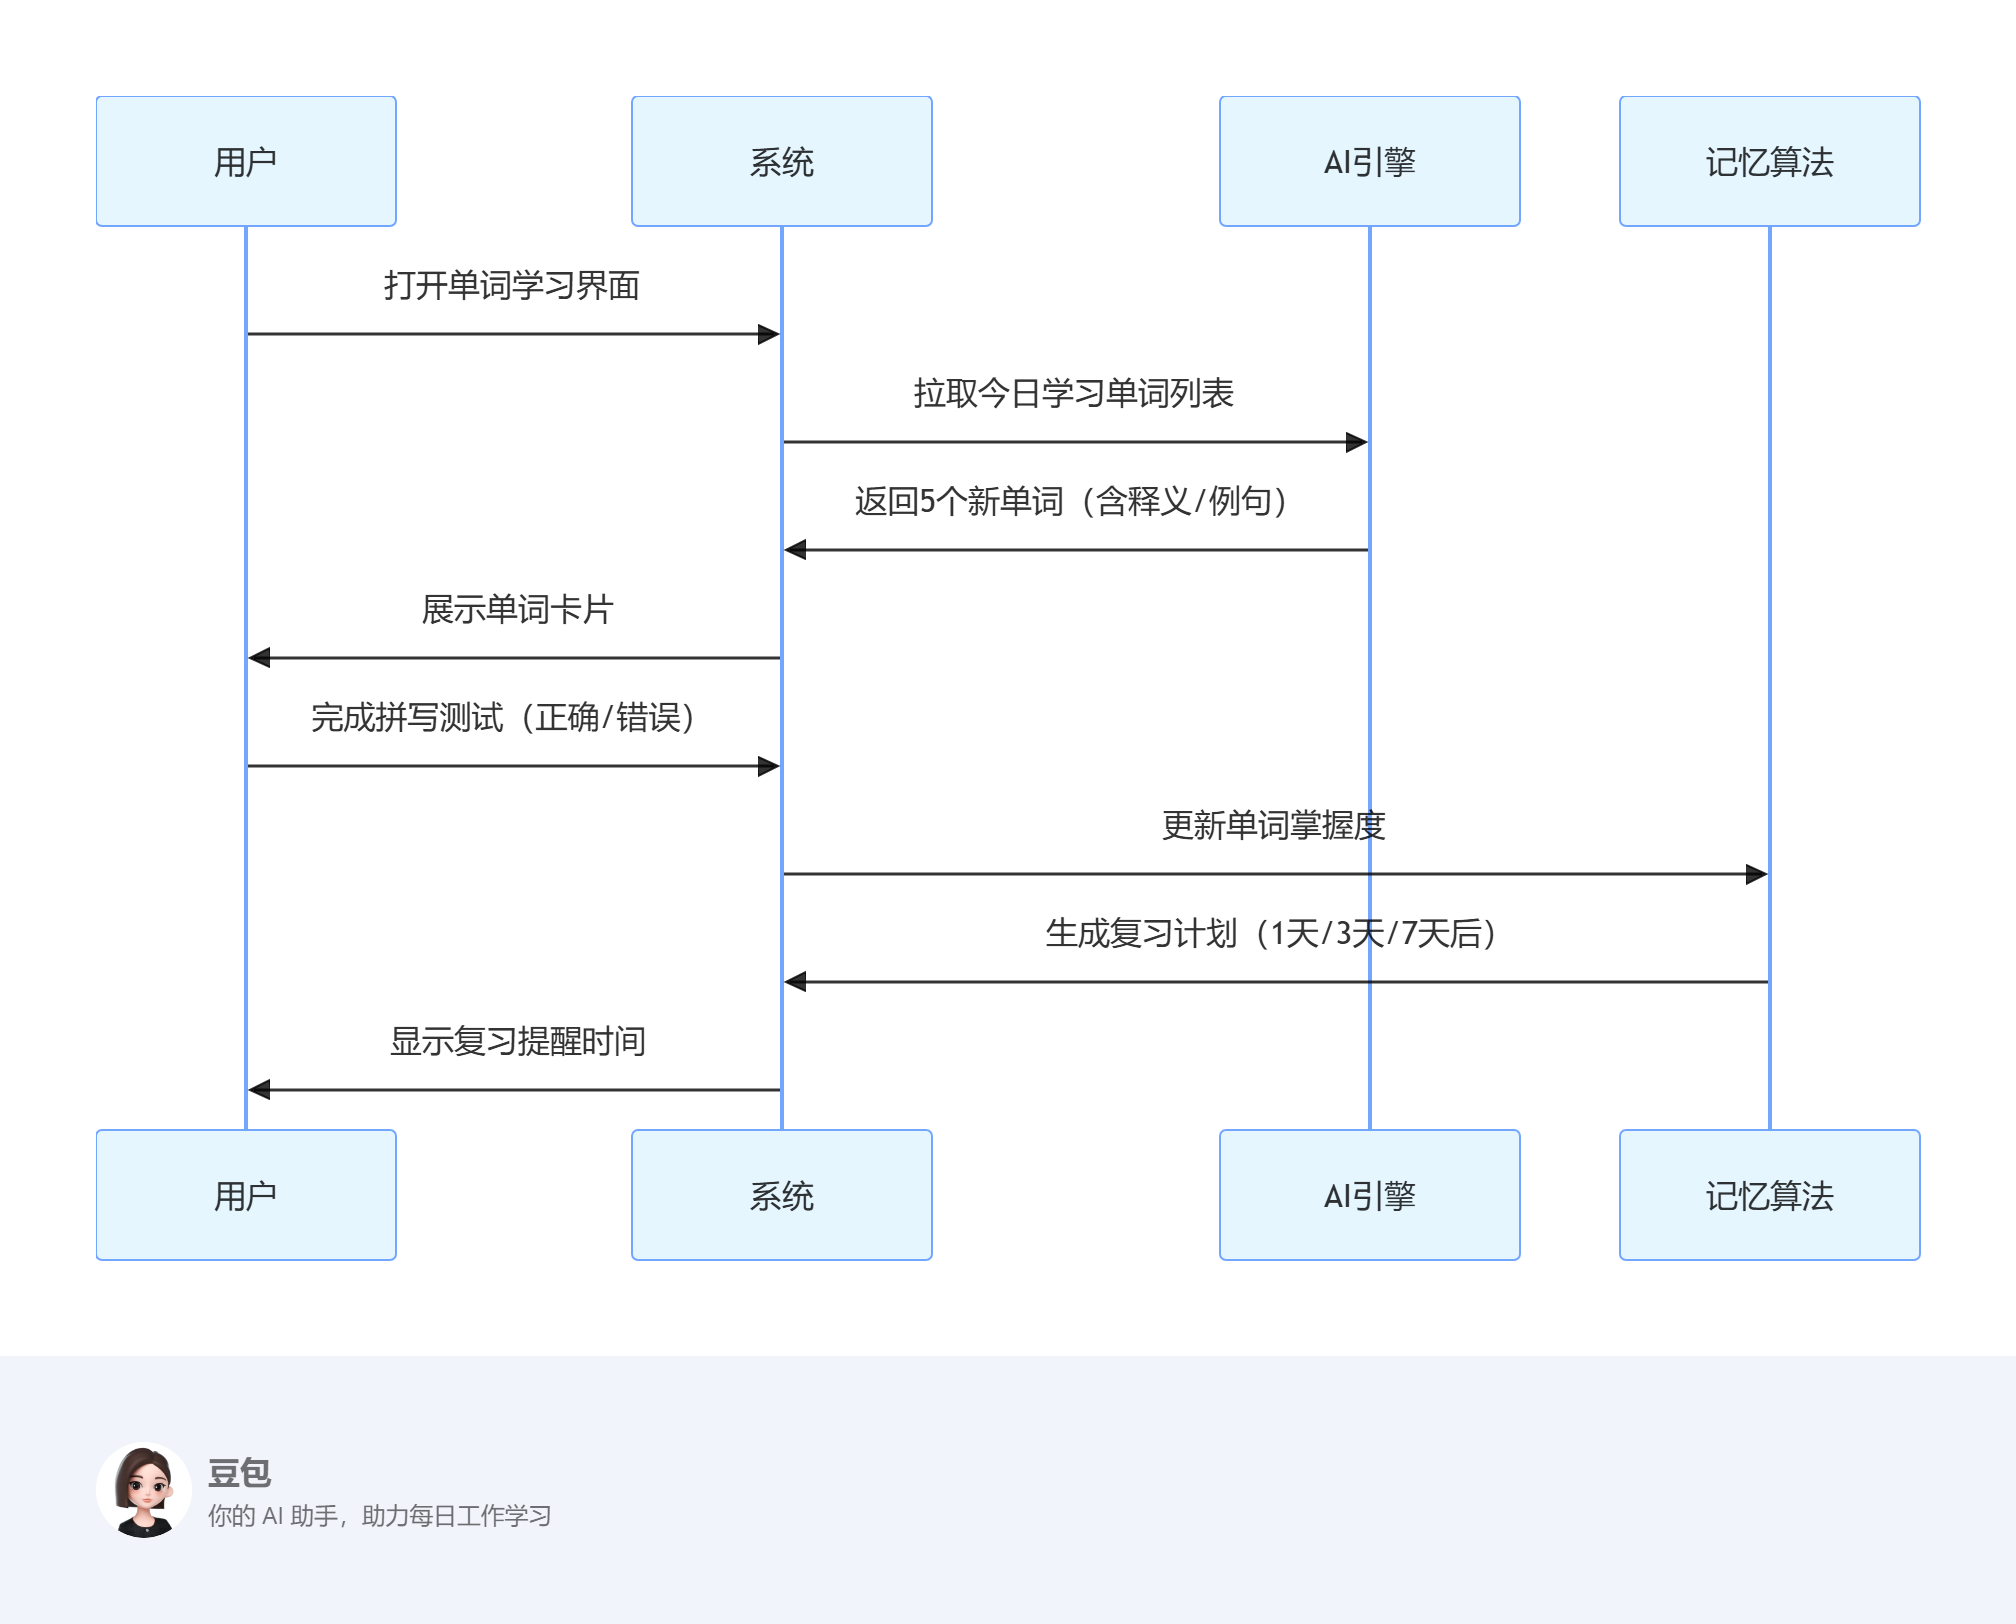 用户
系统
AI引擎
记忆算法
打开单词学习界面
拉取今日学习单词列表
返回5个新单词（含释义/例句）
展示单词卡片
完成拼写测试（正确/错误）
更新单词掌握度
生成复习计划（1天/3天/7天后）
显示复习提醒时间
用户
系统
AI引擎
记忆算法
豆包
你的 AI 助手，助力每日工作学习